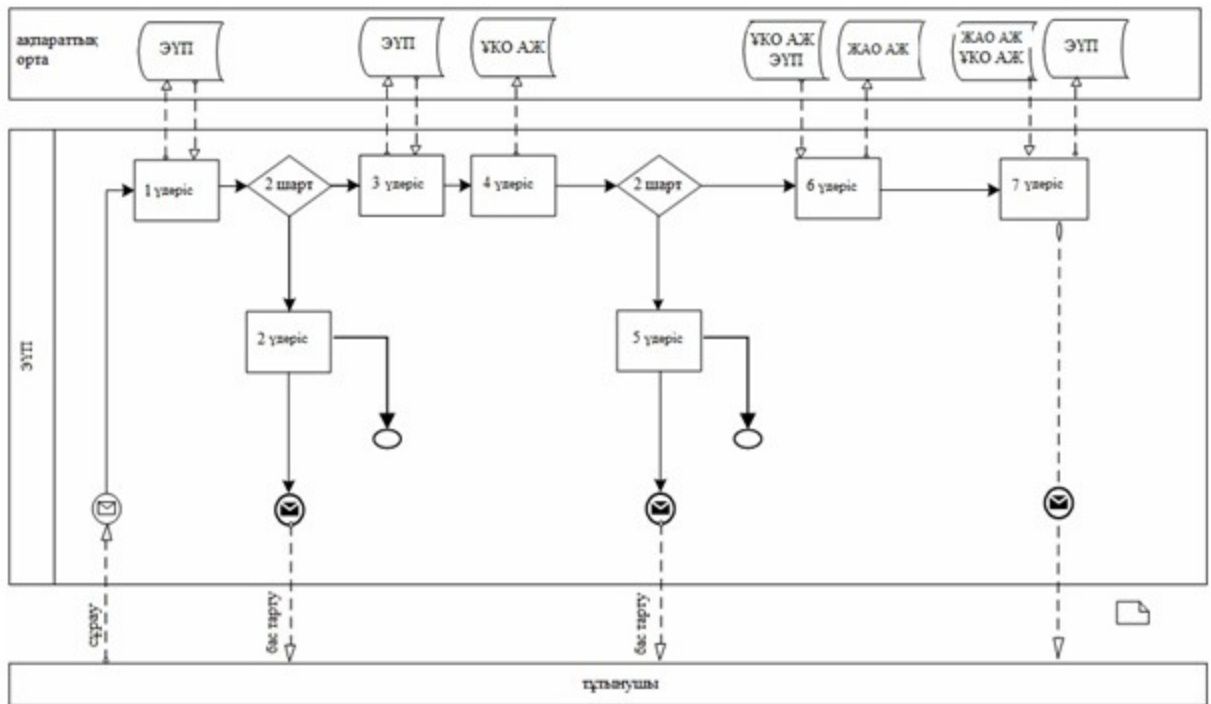 ақпараттық
орта
ЭҮП
ЭҮП
ҰКО АЖ
ҰКО АЖ
ЭҮП
ЖАО АЖ
ЖАО АЖ
ҰКО АЖ
ЭҮП
1 үдеріс
2 шарт
3 үдеріс
4 үдеріс
2 шарт
6 үдеріс
7 үдеріс
2 үдеріс
5 үдеріс
ЭҮП
сұрау
бас тарту
бас тарту
тұтынушы